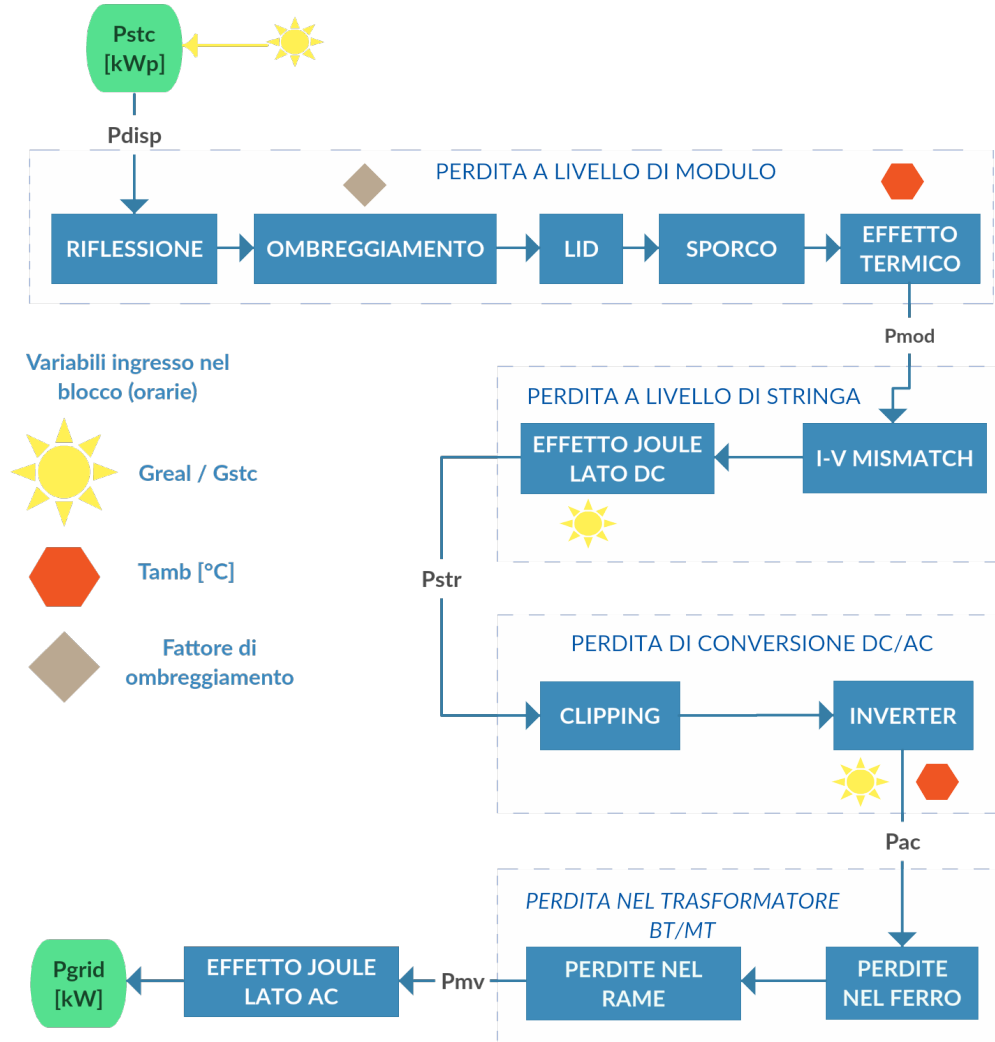 Pstc
[kWp]
Pdisp
PERDITA A LIVELLO DI MODULO
RIFLESSIONE
OMBREGGIAMENTO
LID
SPORCO
EFFETTO
TERMICO
Pmod
Variabili ingresso nel
blocco (orarie)
Greal / Gstc
Tamb [°C]
Fattore di
ombreggiamento
PERDITA A LIVELLO DI STRINGA
EFFETTO JOULE
LATO DC
I-V MISMATCH
Pstr
PERDITA DI CONVERSIONE DC/AC
CLIPPING
INVERTER
Pac
PERDITA NEL TRASFORMATORE
BT/MT
Pgrid
[kW]
EFFETTO JOULE
LATO AC
Pmv
PERDITE NEL
RAME
PERDITE
NEL FERRO